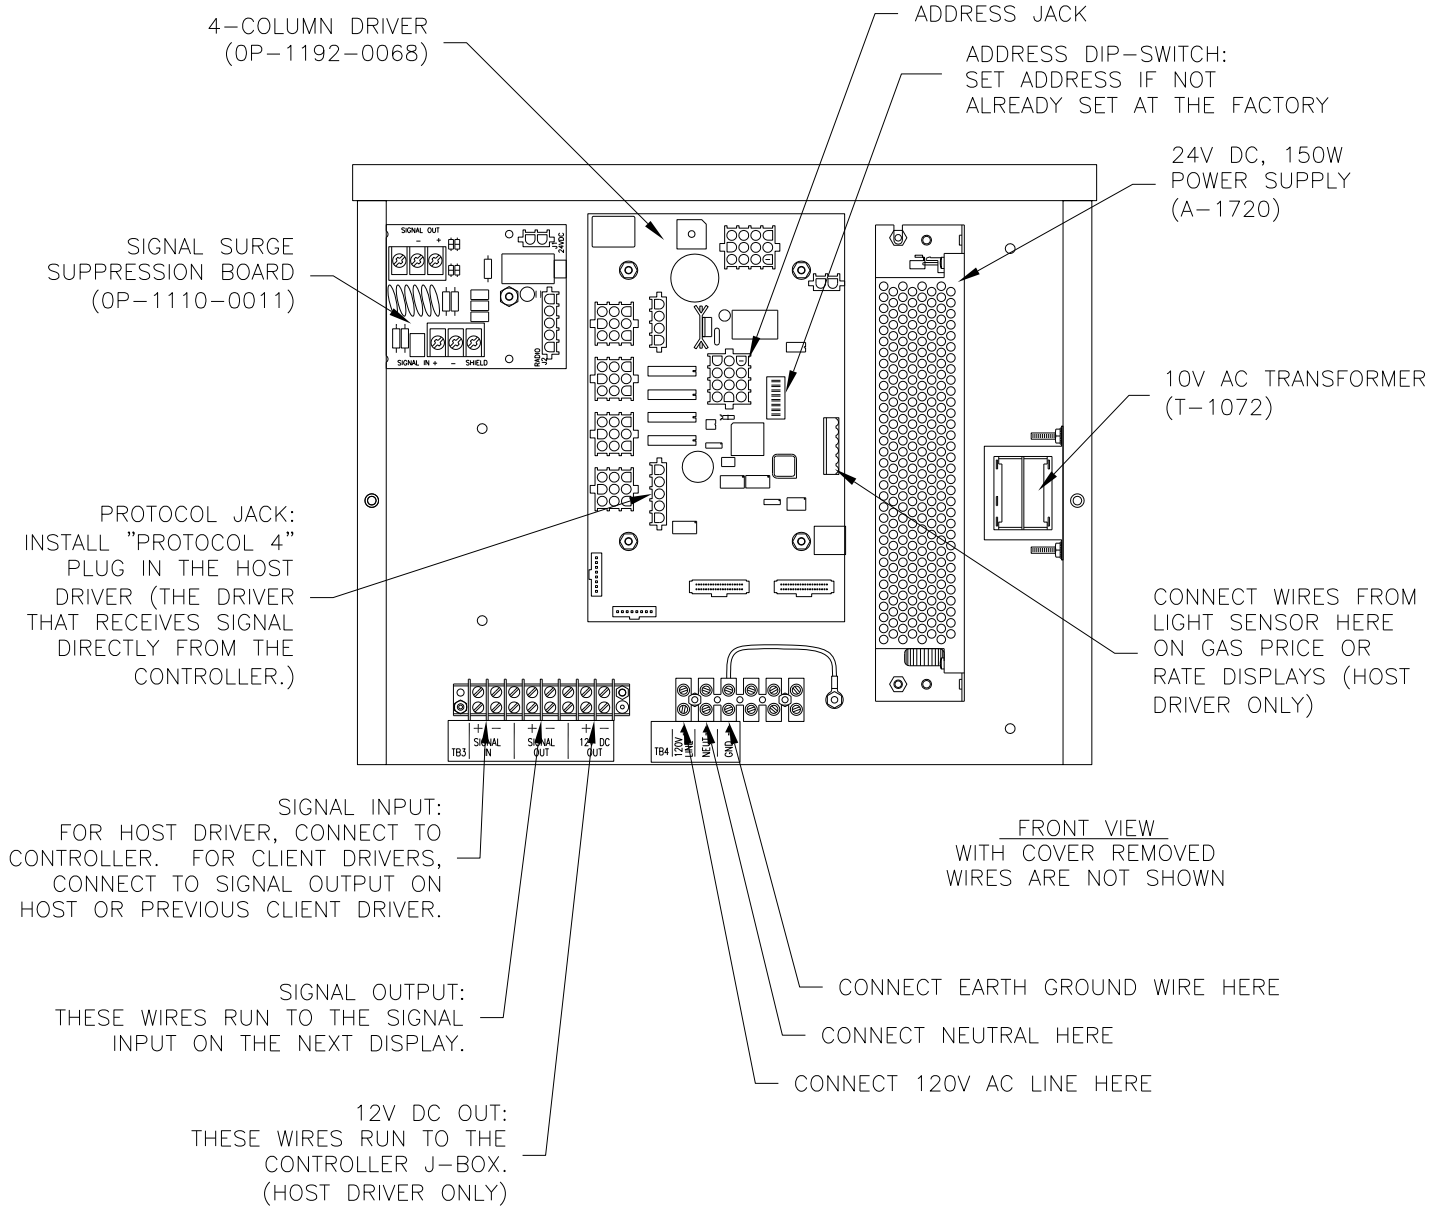 4-COLUMN DRIVER
(0P-1192-0068)
ADDRESS JACK
ADDRESS DIP-SWITCH:
SET ADDRESS IF NOT
ALREADY SET AT THE FACTORY
24V DC, 150W
POWER SUPPLY
(A-1720)
SIGNAL SURGE
SUPPRESSION BOARD
(0P-1110-0011)
SIGNAL OUT
- +
24VDC
J1
RADIO
J2
SIGNAL IN + - SHIELD
10V AC TRANSFORMER
(T-1072)
PROTOCOL JACK:
INSTALL "PROTOCOL 4"
PLUG IN THE HOST
DRIVER (THE DRIVER
THAT RECEIVES SIGNAL
DIRECTLY FROM THE
CONTROLLER.)
CONNECT WIRES FROM
LIGHT SENSOR HERE
ON GAS PRICE OR
RATE DISPLAYS (HOST
DRIVER ONLY)
TB3
+ -
SIGNAL
IN
+ -
SIGNAL
OUT
+ -
12V DC
OUT
TB4
120V
LINE
NEUT
GND
SIGNAL INPUT:
FOR HOST DRIVER, CONNECT TO
CONTROLLER.  FOR CLIENT DRIVERS,
CONNECT TO SIGNAL OUTPUT ON
HOST OR PREVIOUS CLIENT DRIVER.
FRONT VIEW
WITH COVER REMOVED
WIRES ARE NOT SHOWN
SIGNAL OUTPUT:
THESE WIRES RUN TO THE SIGNAL
INPUT ON THE NEXT DISPLAY.
CONNECT EARTH GROUND WIRE HERE
CONNECT NEUTRAL HERE
CONNECT 120V AC LINE HERE
12V DC OUT:
THESE WIRES RUN TO THE
CONTROLLER J-BOX.
(HOST DRIVER ONLY)